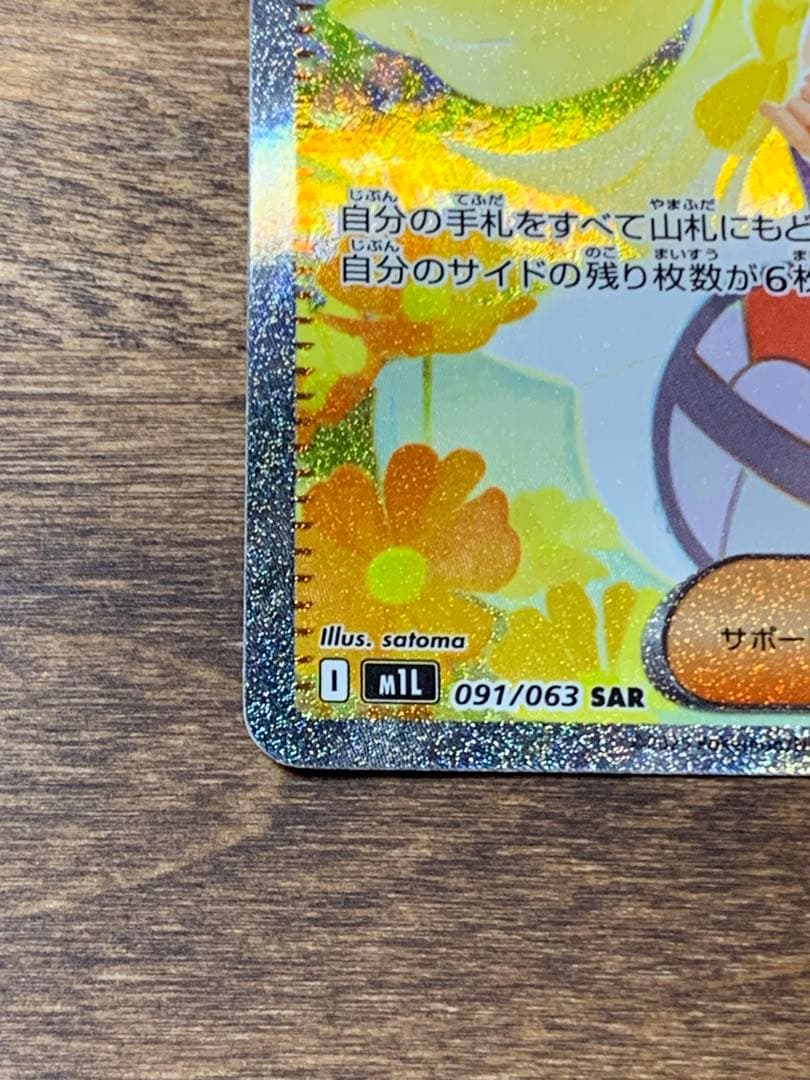 じぶん てふだ やまふだ
自分の手札をすべて山札にもど
じぶん のこ まいすう ま
自分のサイドの残り枚数が6枚
Illus. satoma
サポー
I M1L 091/063 SAR